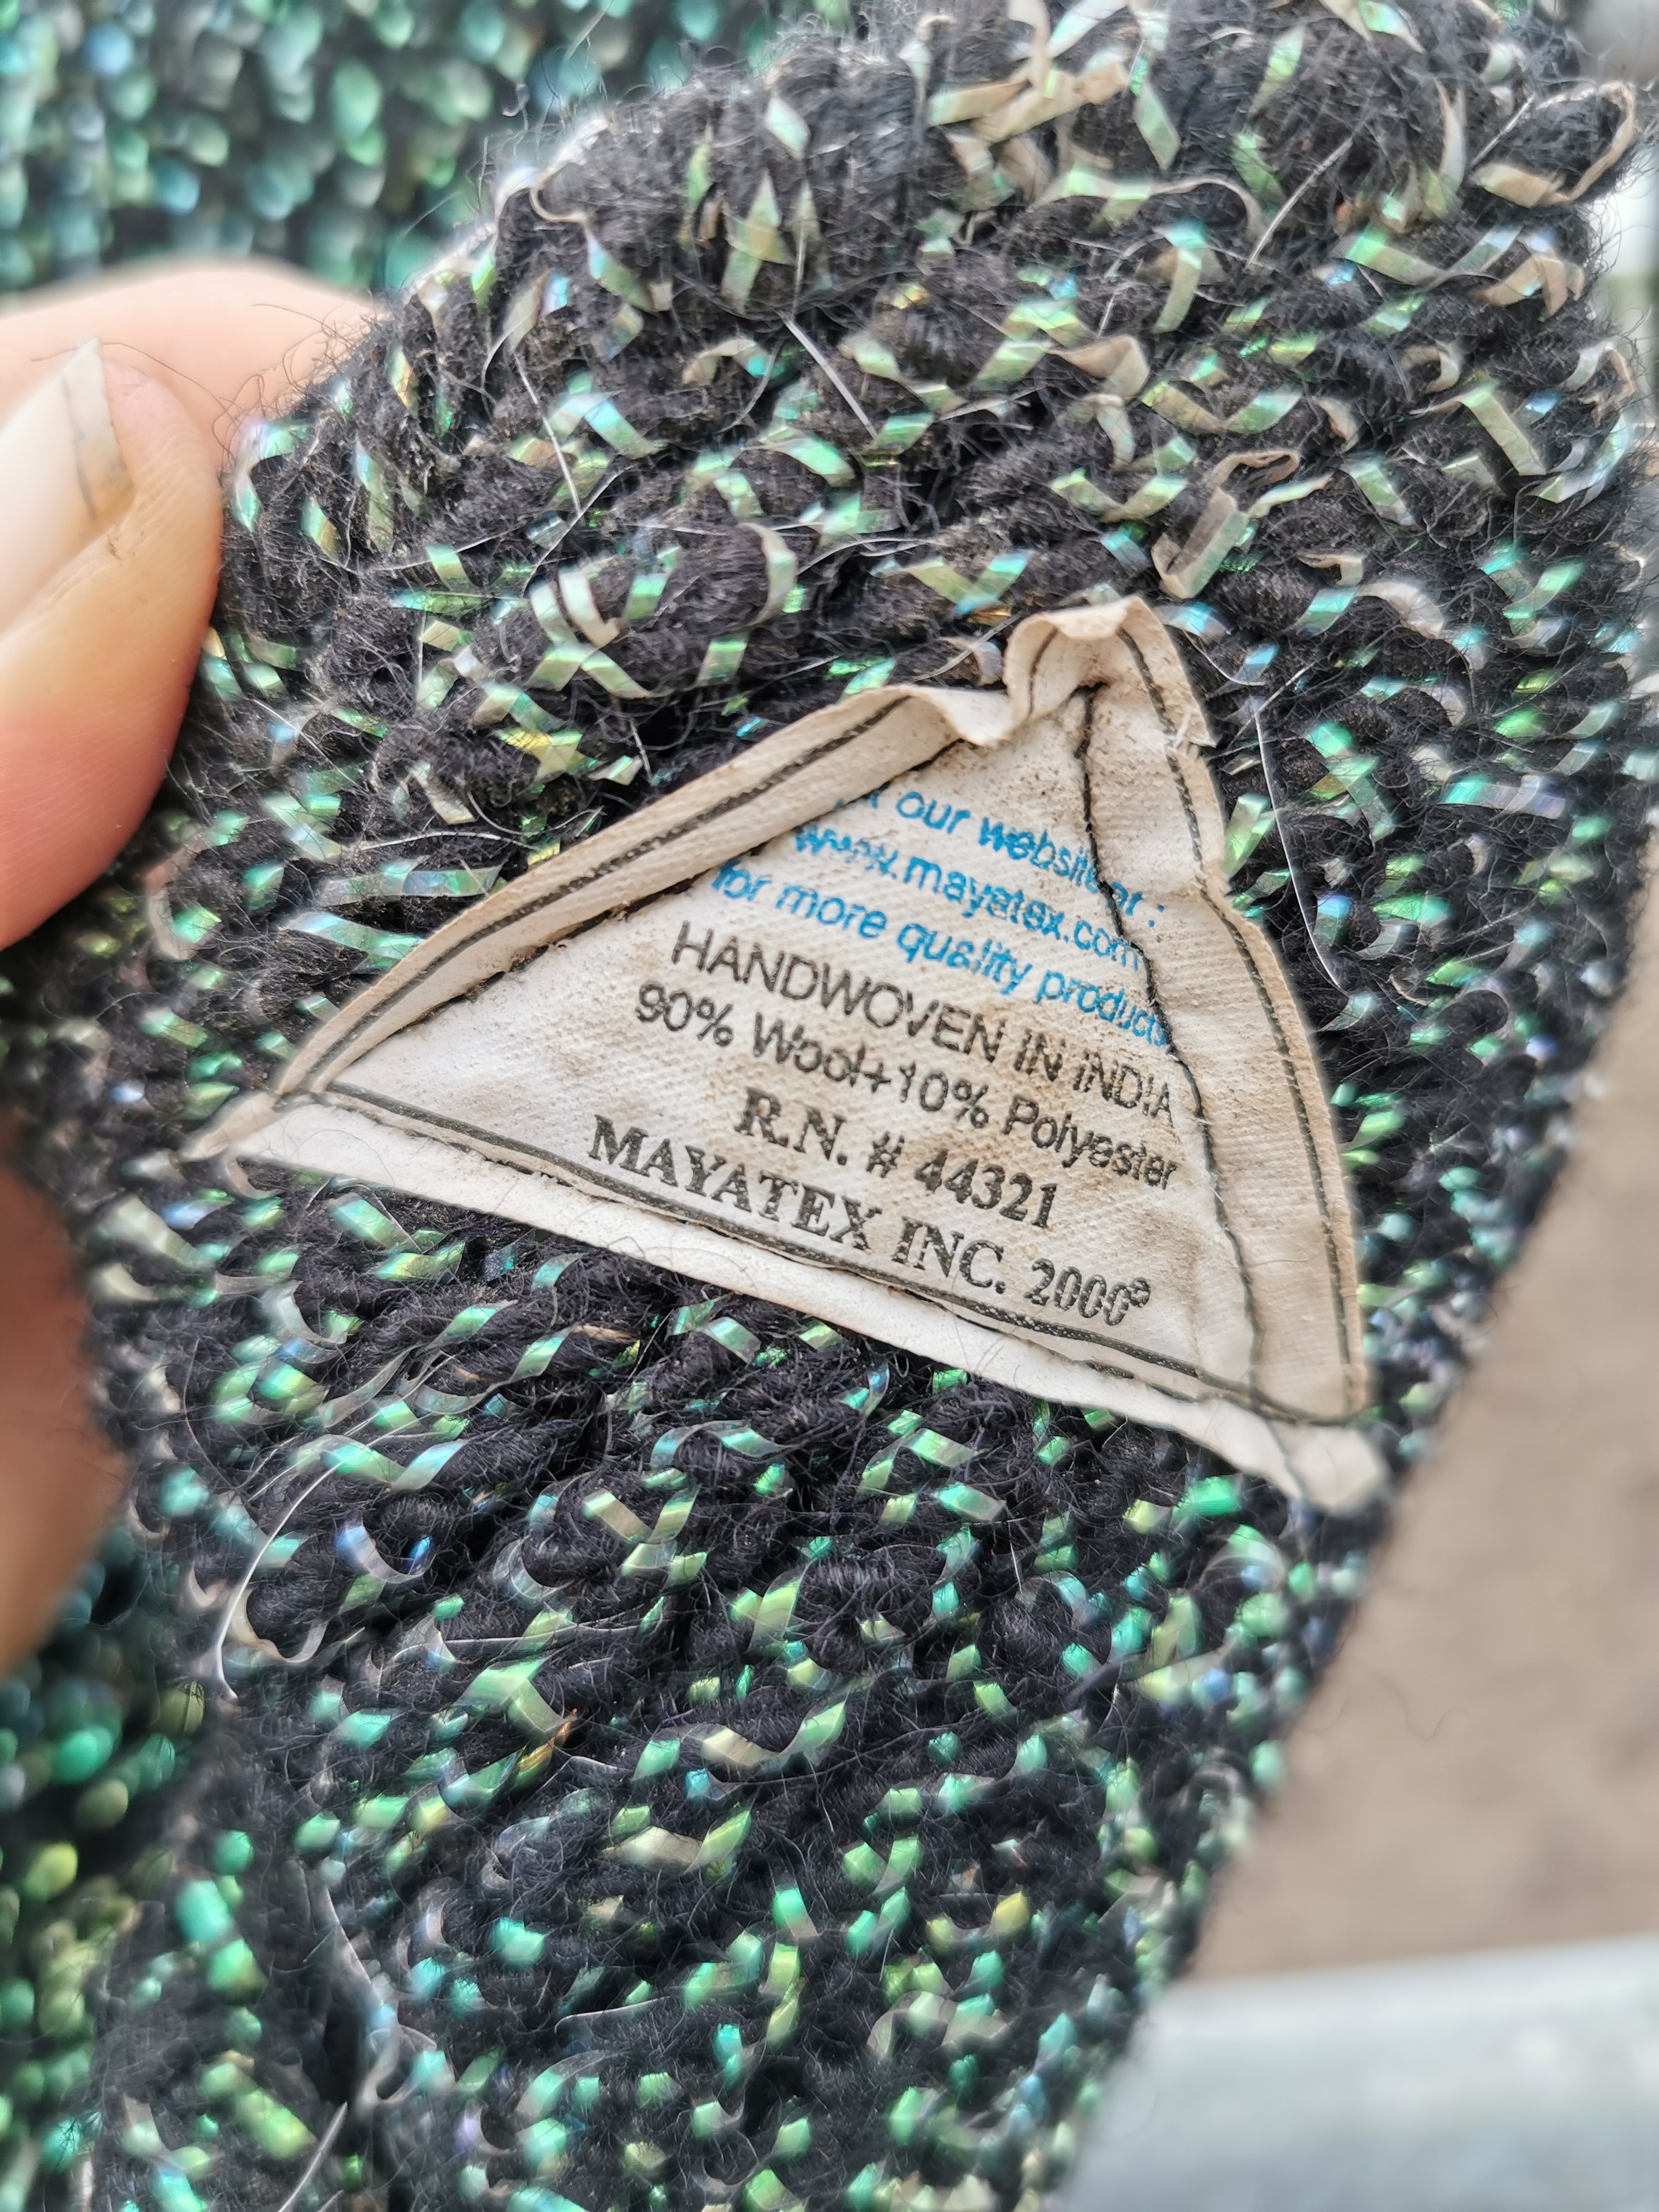 our website at :
www.mayatex.com
for more quality products
HANDWOVEN IN INDIA
90% Wool+10% Polyester
R.N. # 44321
MAYATEX INC. 2000©